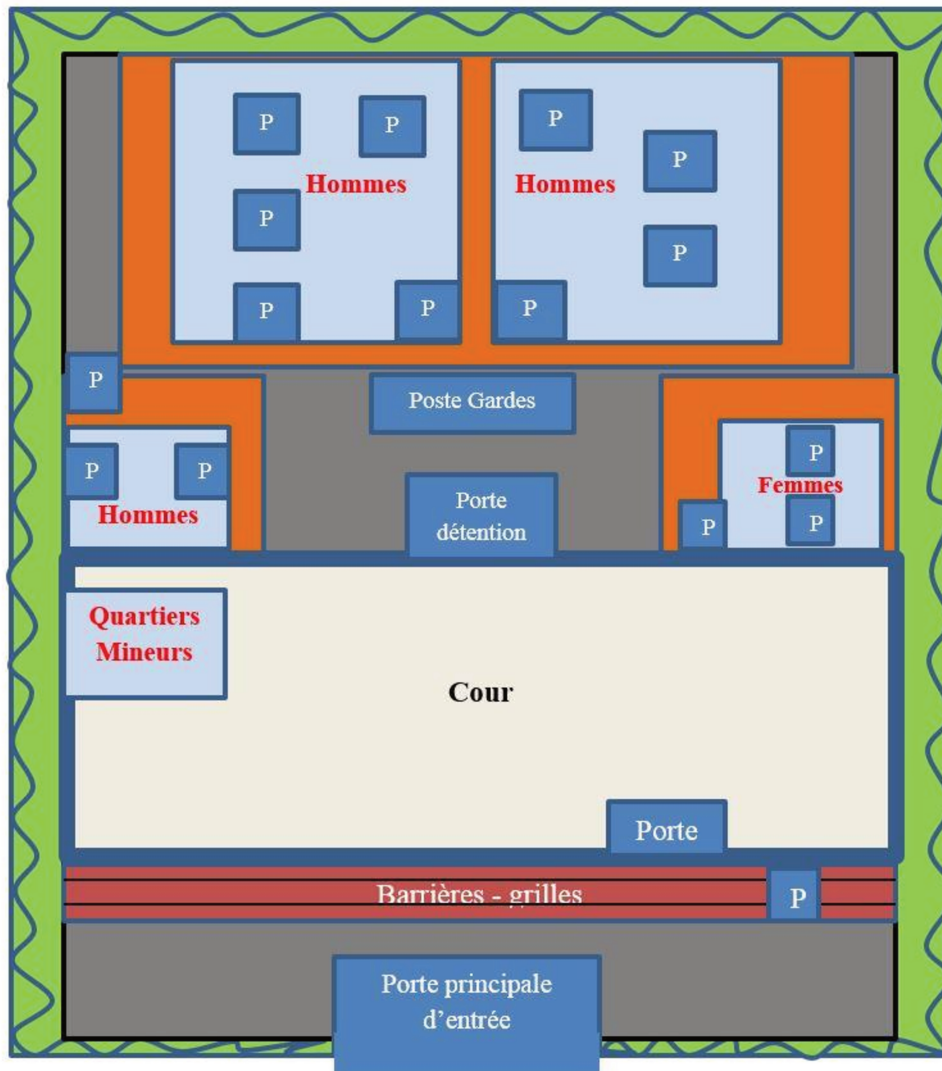 P
P
P
P
Hommes
Hommes
P
P
P
P
P
P
Poste Gardes
P
P
P
P
Hommes
Porte
détention
Femmes
P
P
Quartiers
Mineurs
Cour
Porte
Barrières - grilles
P
Porte principale
d’entrée